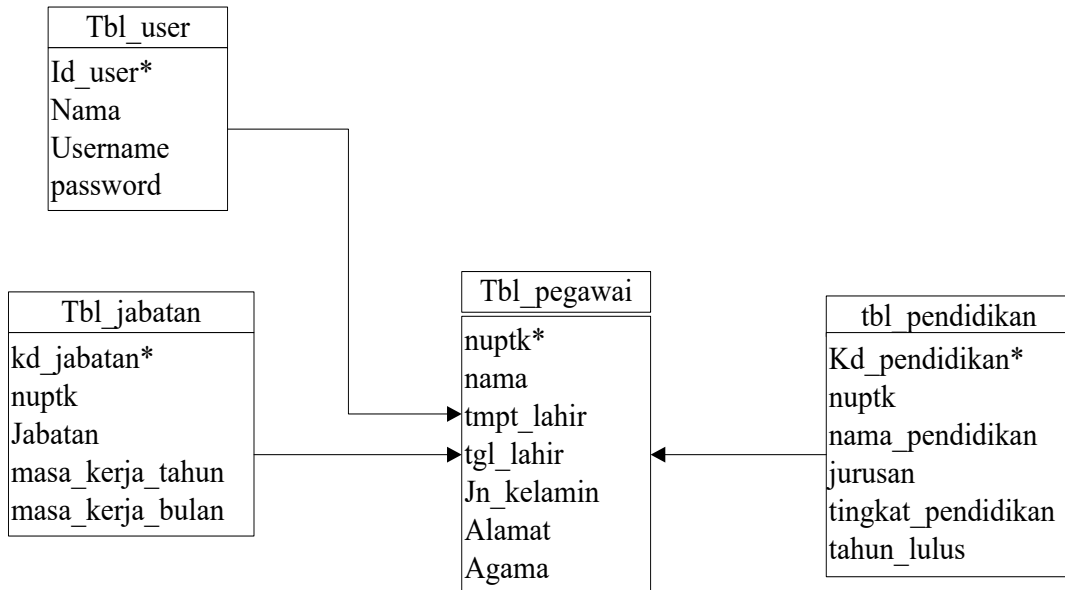 Tbl_user
Id_user*
Nama
Username
password
Tbl_jabatan
kd_jabatan*
nuptk
Jabatan
masa_kerja_tahun
masa_kerja_bulan
Tbl_pegawai
nuptk*
nama
tmpt_lahir
tgl_lahir
Jn_kelamin
Alamat
Agama
tbl_pendidikan
Kd_pendidikan*
nuptk
nama_pendidikan
jurusan
tingkat_pendidikan
tahun_lulus